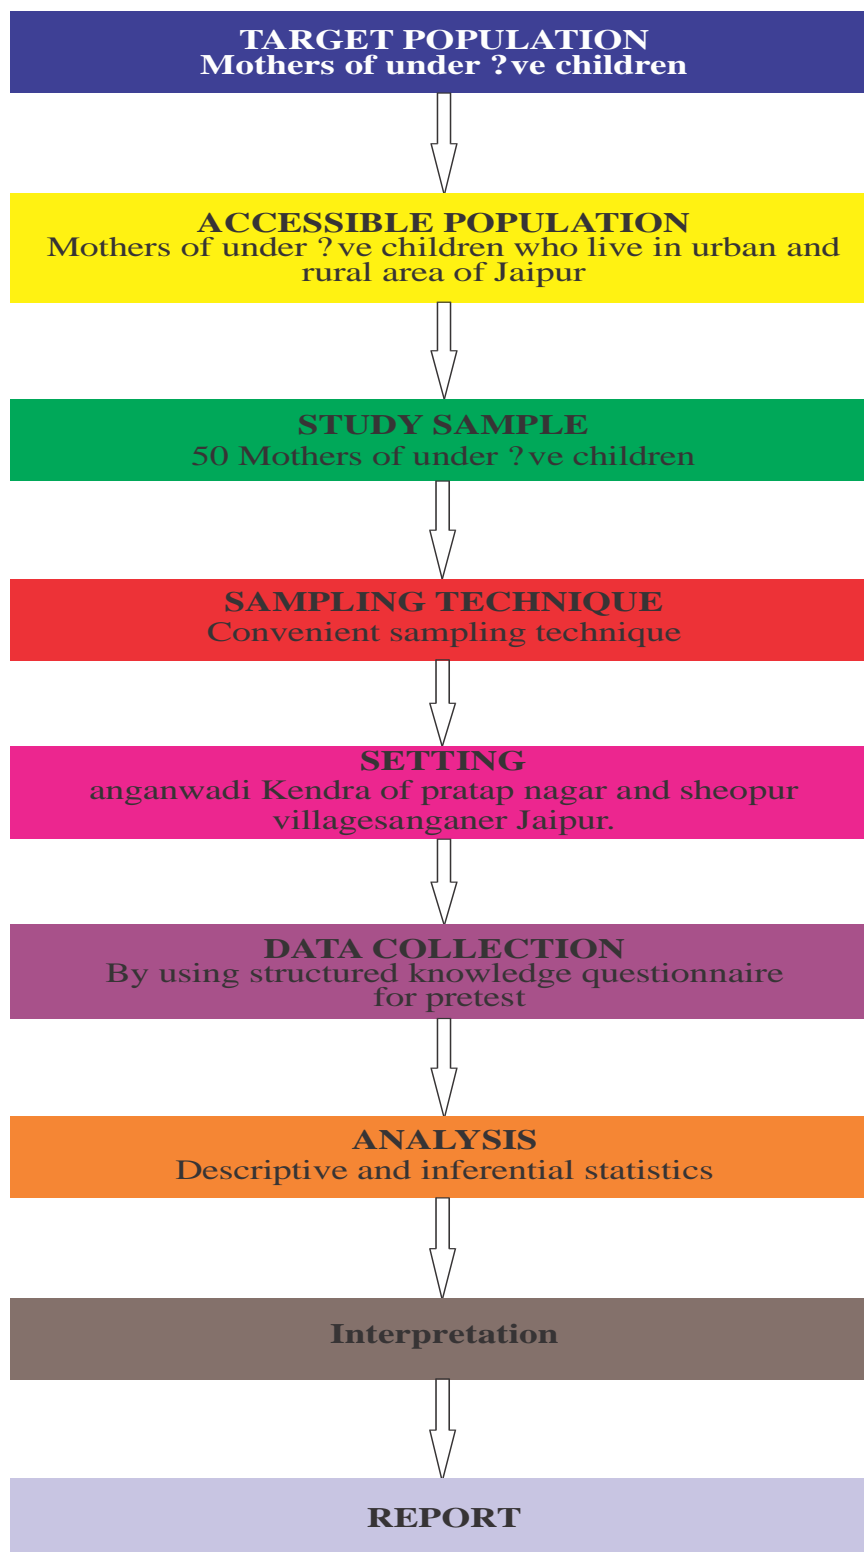 TARGET POPULATION
Mothers of under ?ve children
ACCESSIBLE POPULATION
Mothers of under ?ve children who live in urban and
rural area of Jaipur
STUDY SAMPLE
50 Mothers of under ?ve children
SAMPLING TECHNIQUE
Convenient sampling technique
SETTING
anganwadi Kendra of pratap nagar and sheopur
villagesanganer Jaipur.
DATA COLLECTION
By using structured knowledge questionnaire
for pretest
ANALYSIS
Descriptive and inferential statistics
Interpretation
REPORT